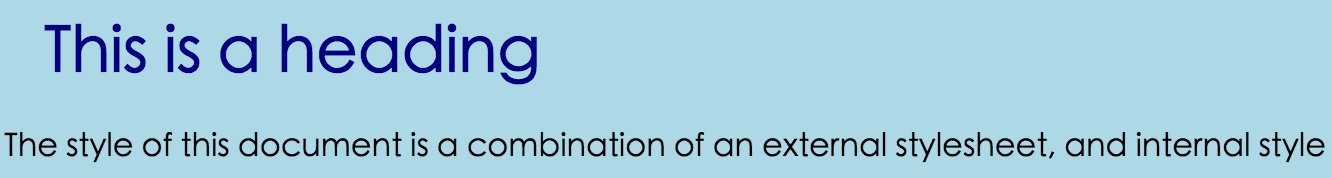 This is a heading
The style of this document is a combination of an external stylesheet, and internal style